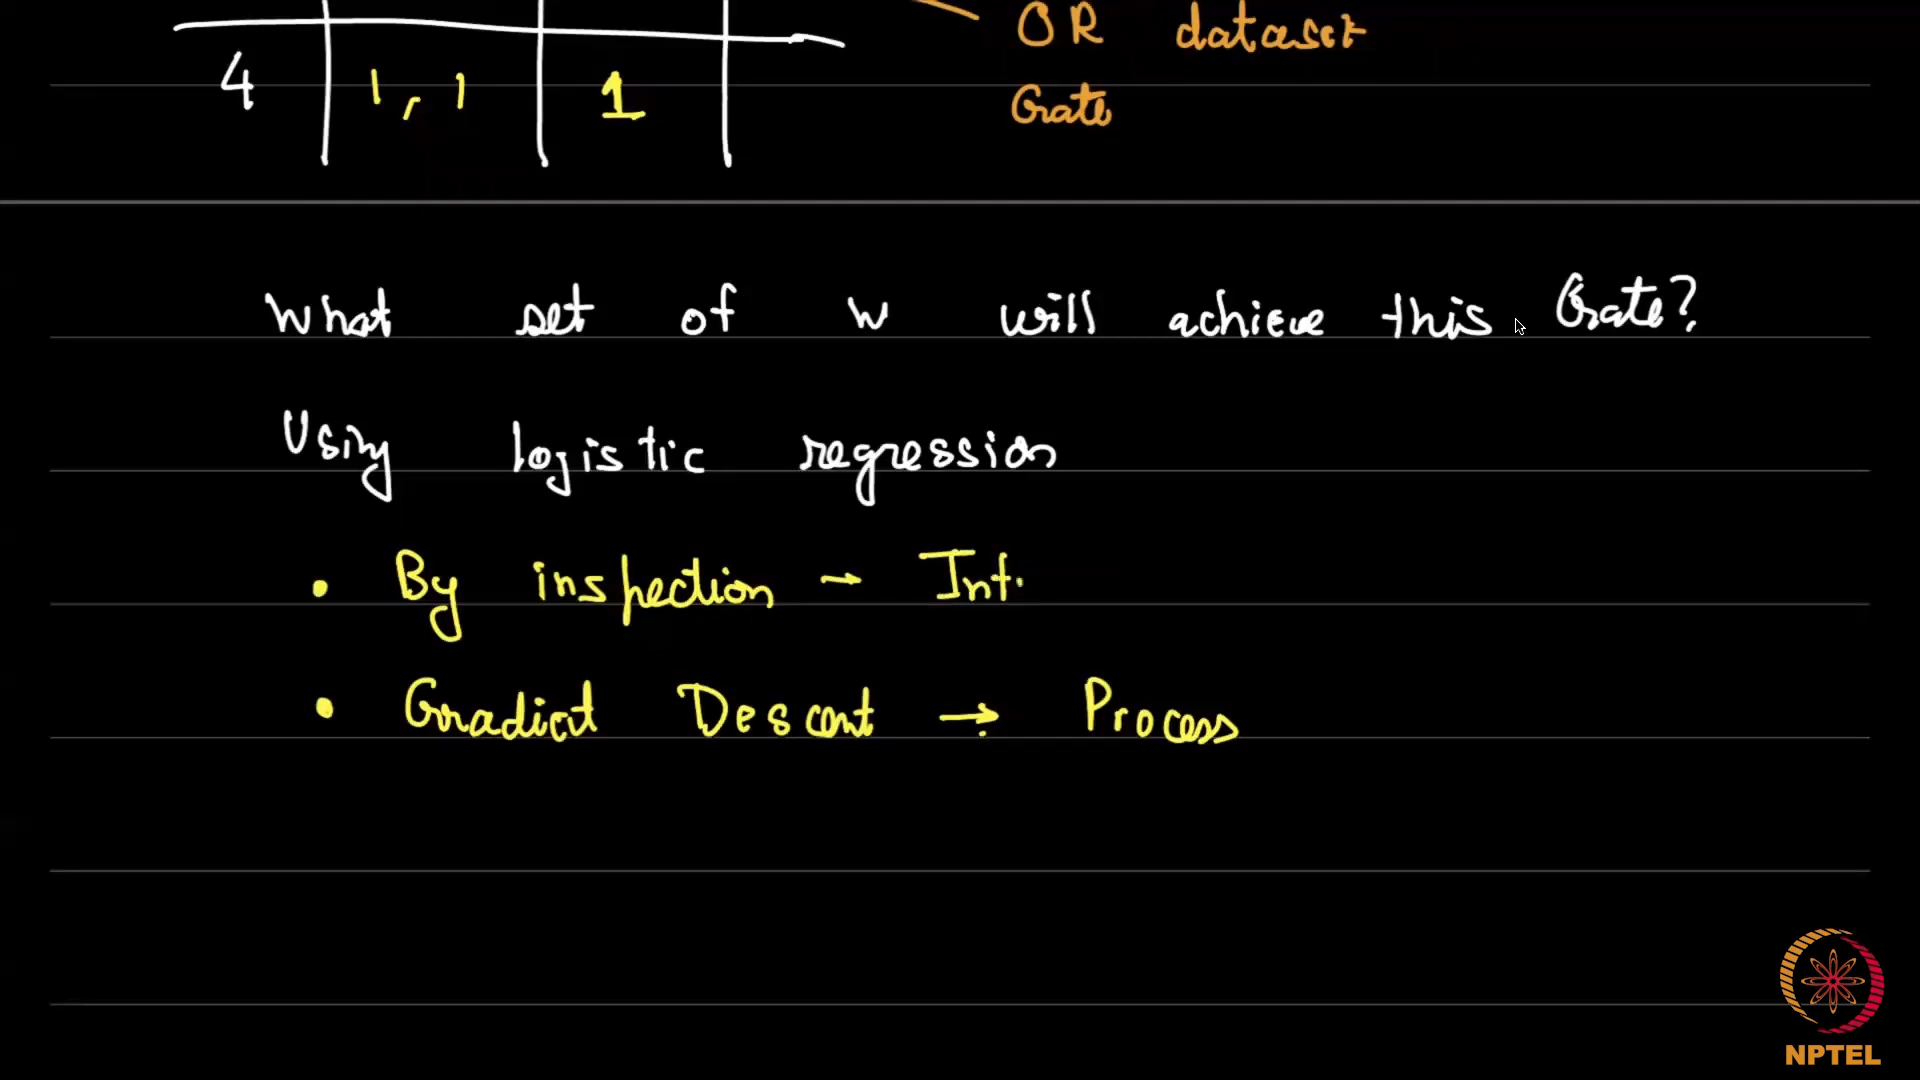 OR dataset
4 1, 1 1 Gate
What set of w will achieve this Gate?
Using logistic regression
• By inspection → Int.
• Gradient Descent → Process
NPTEL